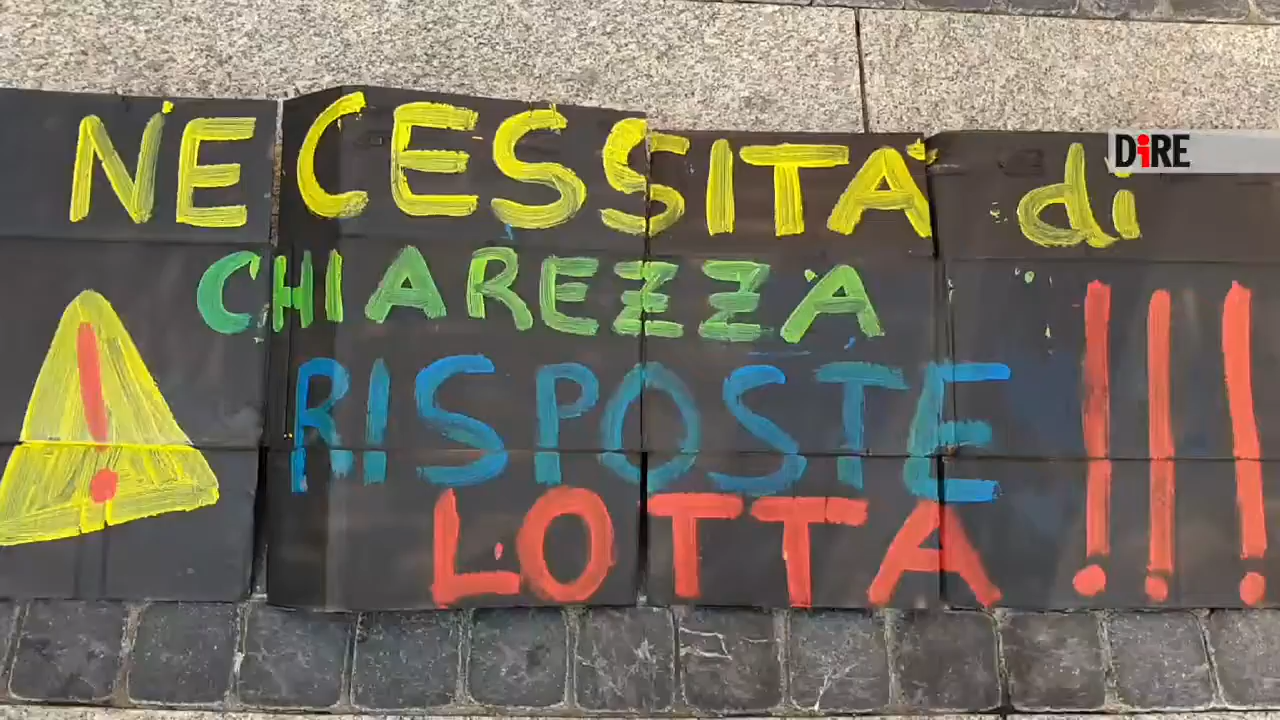 DiRE
NECESSITÀ di
CHIAREZZA
RISPOSTE
LOTTA !!!